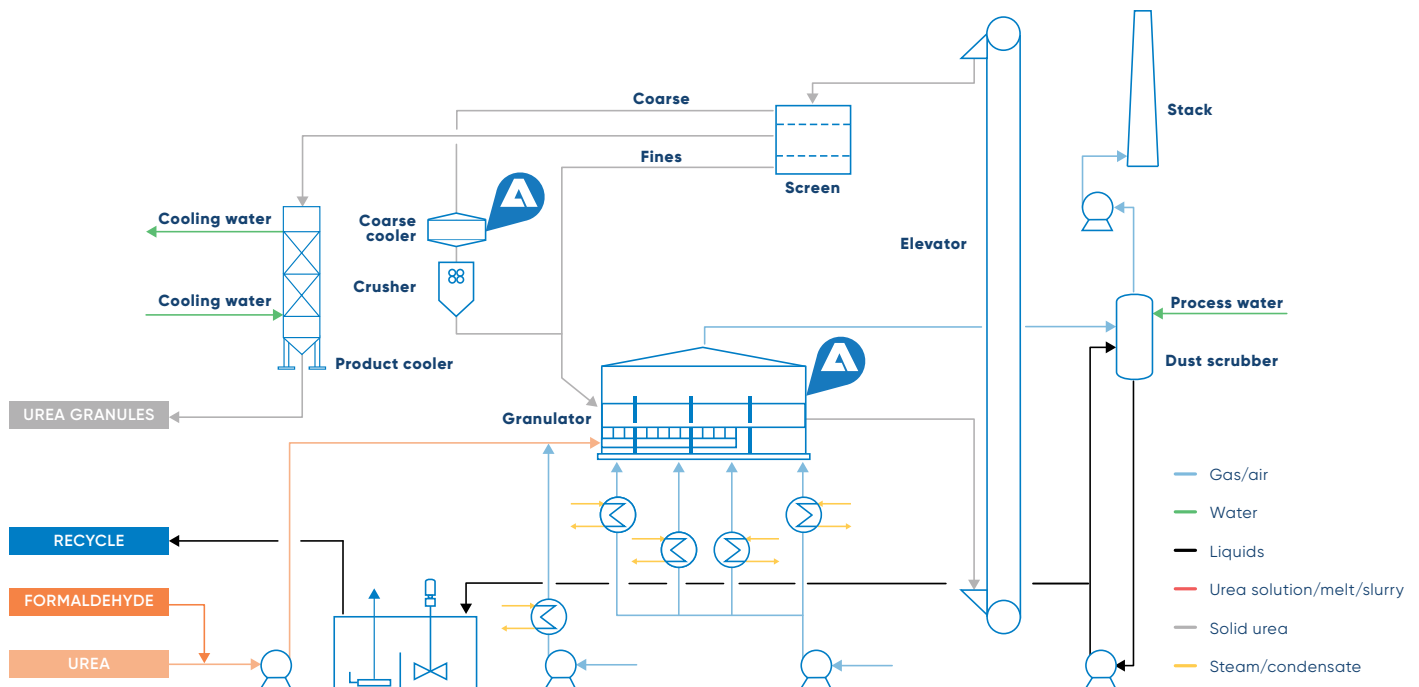 Coarse
Stack
Fines
Screen
Cooling water
Coarse
cooler
A
Elevator
Crusher
Cooling water
Process water
Product cooler
A
Dust scrubber
UREA GRANULES
Granulator
Gas/air
Water
RECYCLE
Liquids
FORMALDEHYDE
Urea solution/melt/slurry
Solid urea
UREA
Steam/condensate